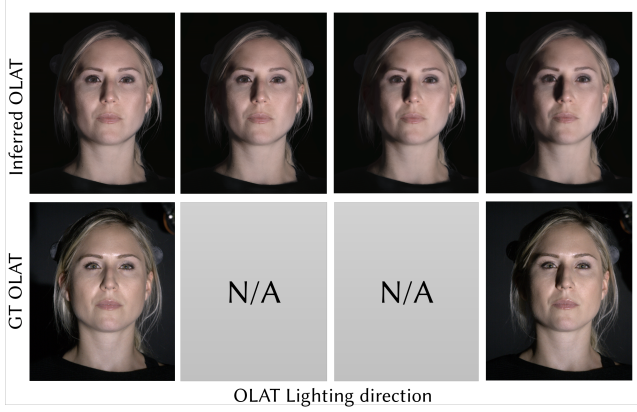 Inferred OLAT
GT OLAT
N/A
N/A
OLAT Lighting direction